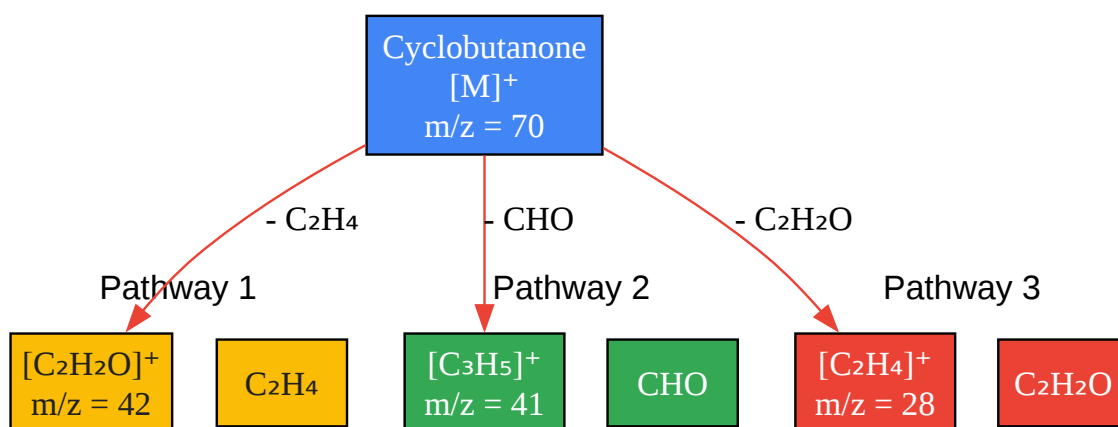 Cyclobutanone
[M]⁺
m/z = 70
- C₂H₄
- CHO
- C₂H₂O
Pathway 1
Pathway 2
Pathway 3
[C₂H₂O]⁺
m/z = 42
C₂H₄
[C₃H₅]⁺
m/z = 41
CHO
[C₂H₄]⁺
m/z = 28
C₂H₂O